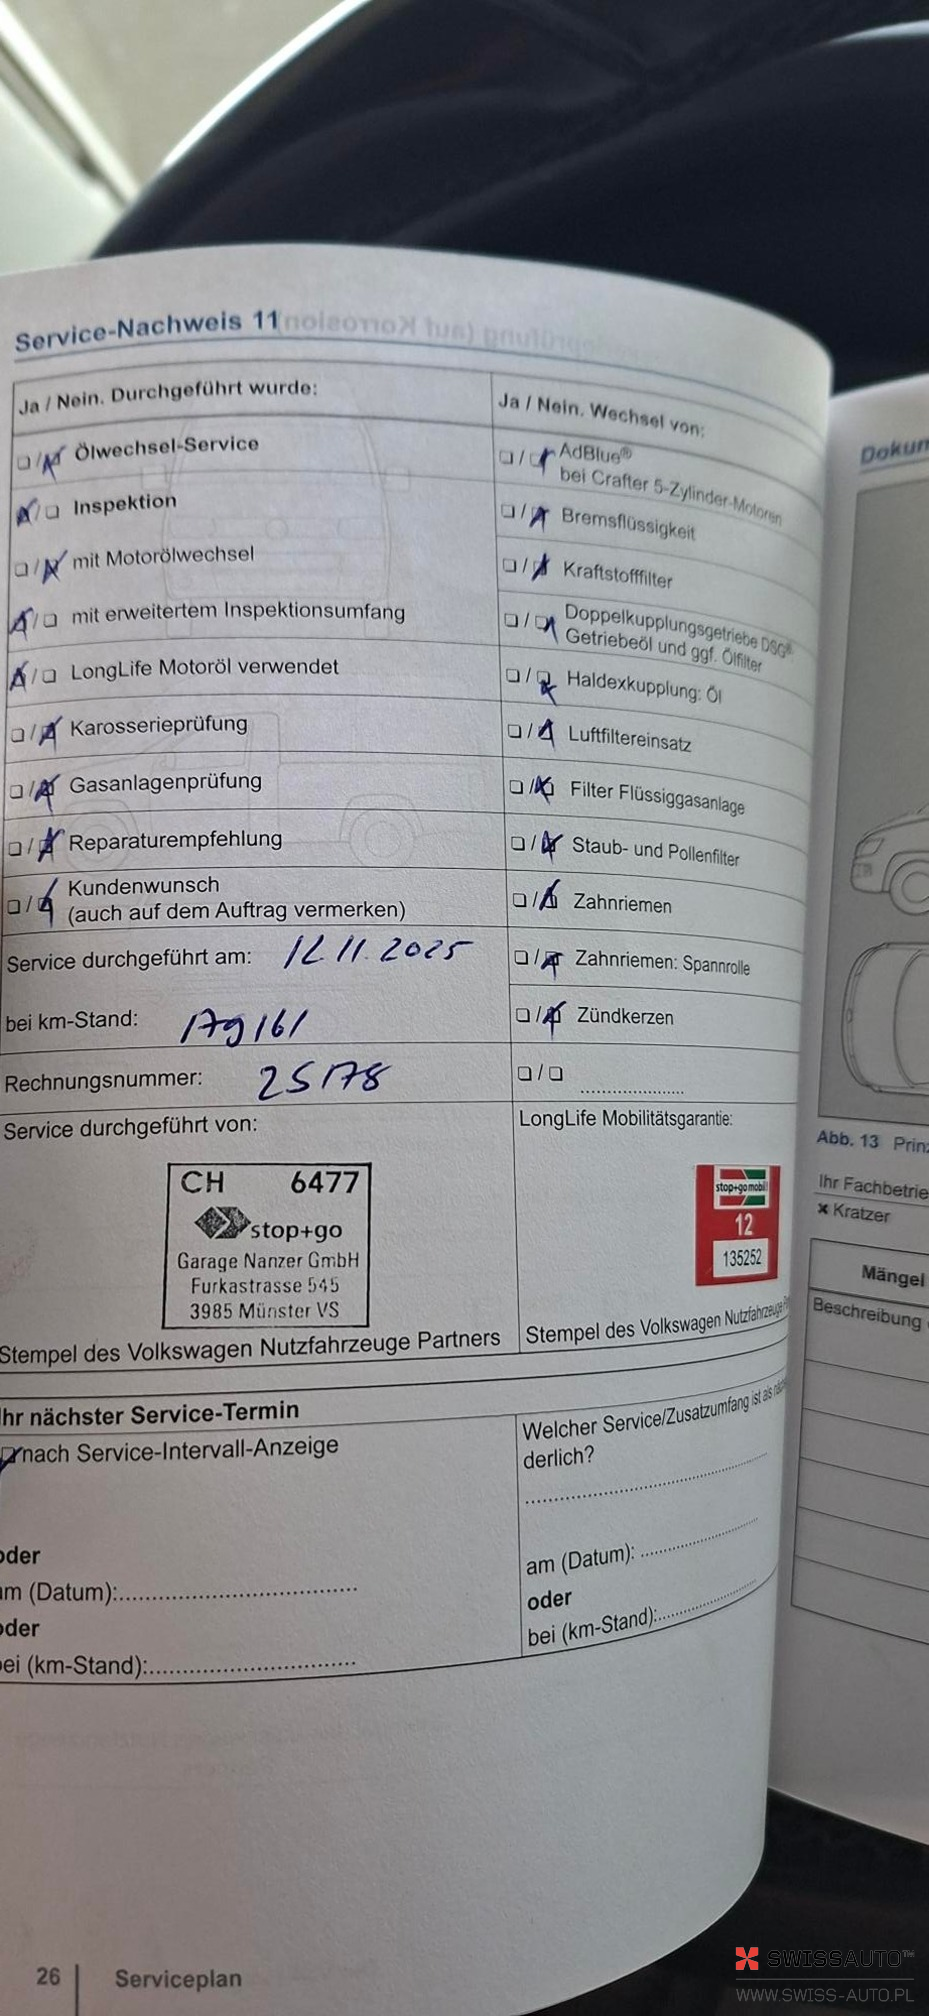 Service-Nachweis 11
Ja / Nein. Durchgeführt wurde:
Ölwechsel-Service
Inspektion
mit Motorölwechsel
mit erweitertem Inspektionsumfang
LongLife Motoröl verwendet
Karosserieprüfung
Gasanlagenprüfung
Reparaturempfehlung
Kundenwunsch
(auch auf dem Auftrag vermerken)
Service durchgeführt am: 12.11.2025
bei km-Stand: 179161
Rechnungsnummer: 25178
Service durchgeführt von:
CH 6477
stop+go
Garage Nanzer GmbH
Furkastrasse 545
3985 Münster VS
Stempel des Volkswagen Nutzfahrzeuge Partners
Ja / Nein. Wechsel von:
AdBlue®
bei Crafter 5-Zylinder-Motoren
Bremsflüssigkeit
Kraftstofffilter
Doppelkupplungsgetriebe DSG®
Getriebeöl und ggf. Ölfilter
Haldexkupplung: Öl
Luftfiltereinsatz
Filter Flüssiggasanlage
Staub- und Pollenfilter
Zahnriemen
Zahnriemen: Spannrolle
Zündkerzen
LongLife Mobilitätsgarantie:
stop+go mobil
12
135252
Stempel des Volkswagen Nutzfahrzeuge
Ihr nächster Service-Termin
nach Service-Intervall-Anzeige
oder
am (Datum):
oder
bei (km-Stand):
Welcher Service/Zusatzumfang ist als
derlich?
am (Datum):
oder
bei (km-Stand):
26 Serviceplan
Abb. 13
Ihr Fachbetrie
× Kratzer
Mängel
Beschreibung
SWISSAUTO™
WWW.SWISS-AUTO.PL